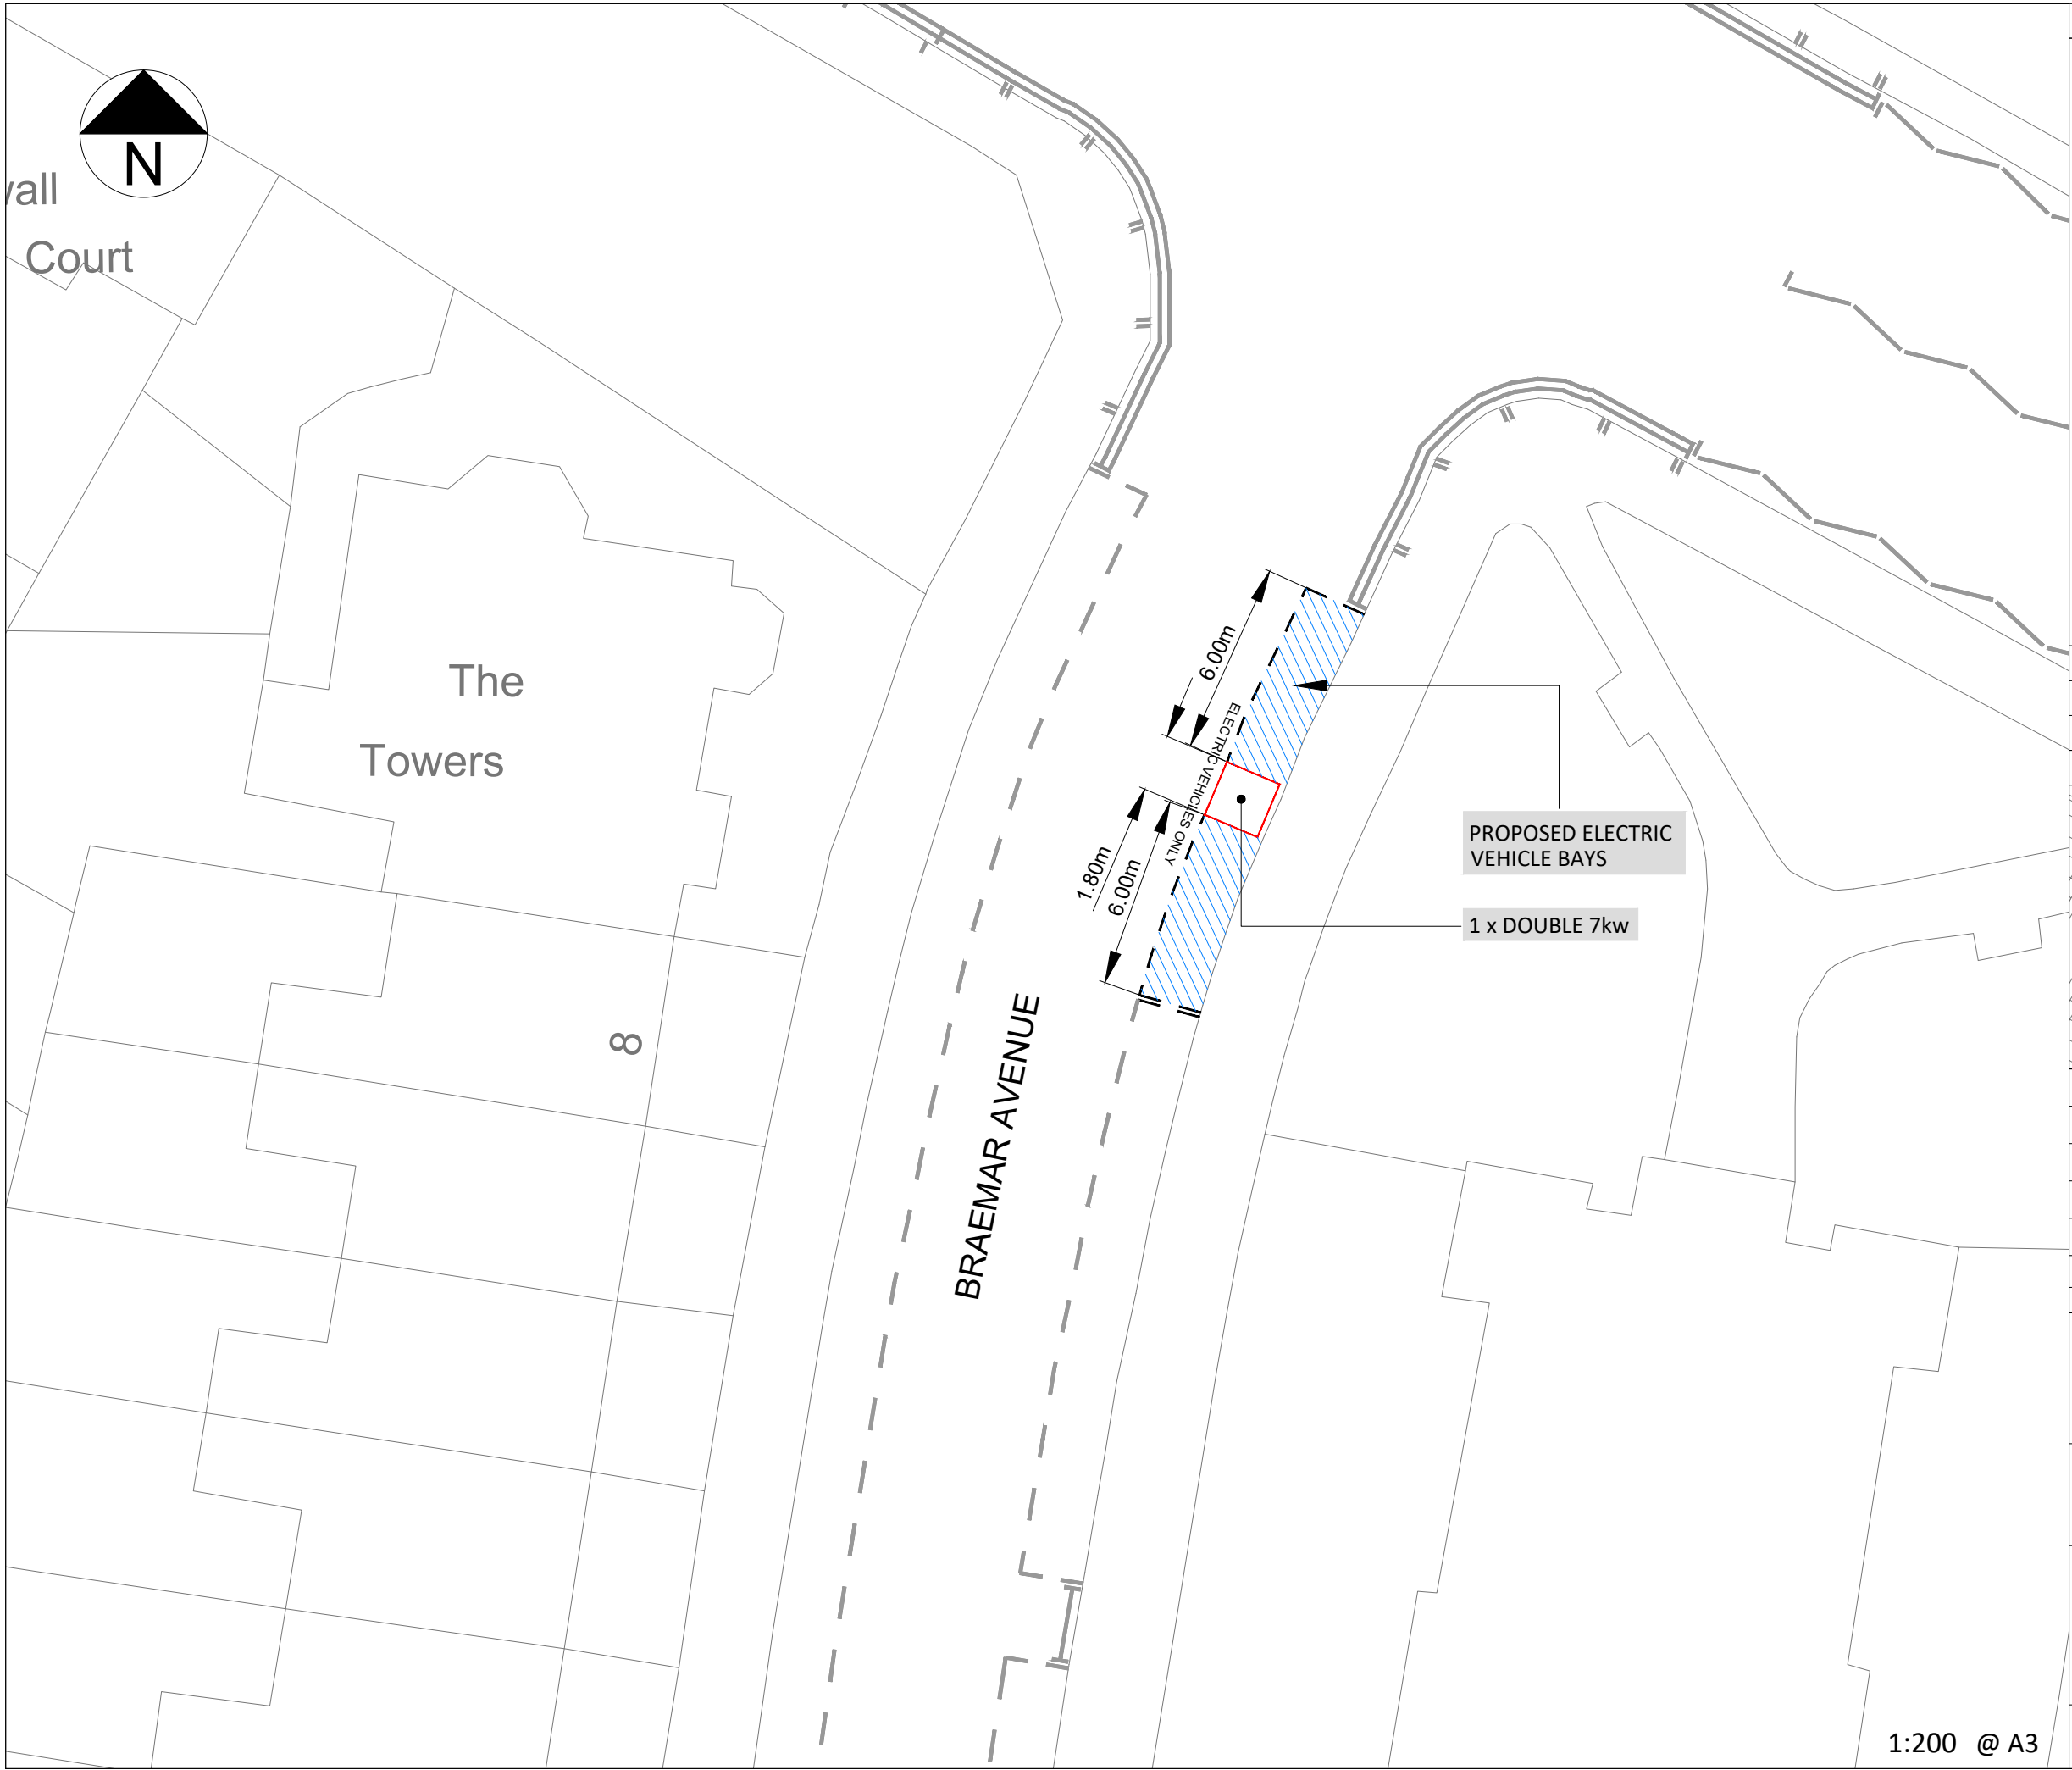 N
Court
The
Towers
6.00m
ELECTRIC VEHICLES ONLY
1.80m
6.00m
PROPOSED ELECTRIC
VEHICLE BAYS
1 x DOUBLE 7kw
8
BRAEMAR AVENUE
1:200 @ A3